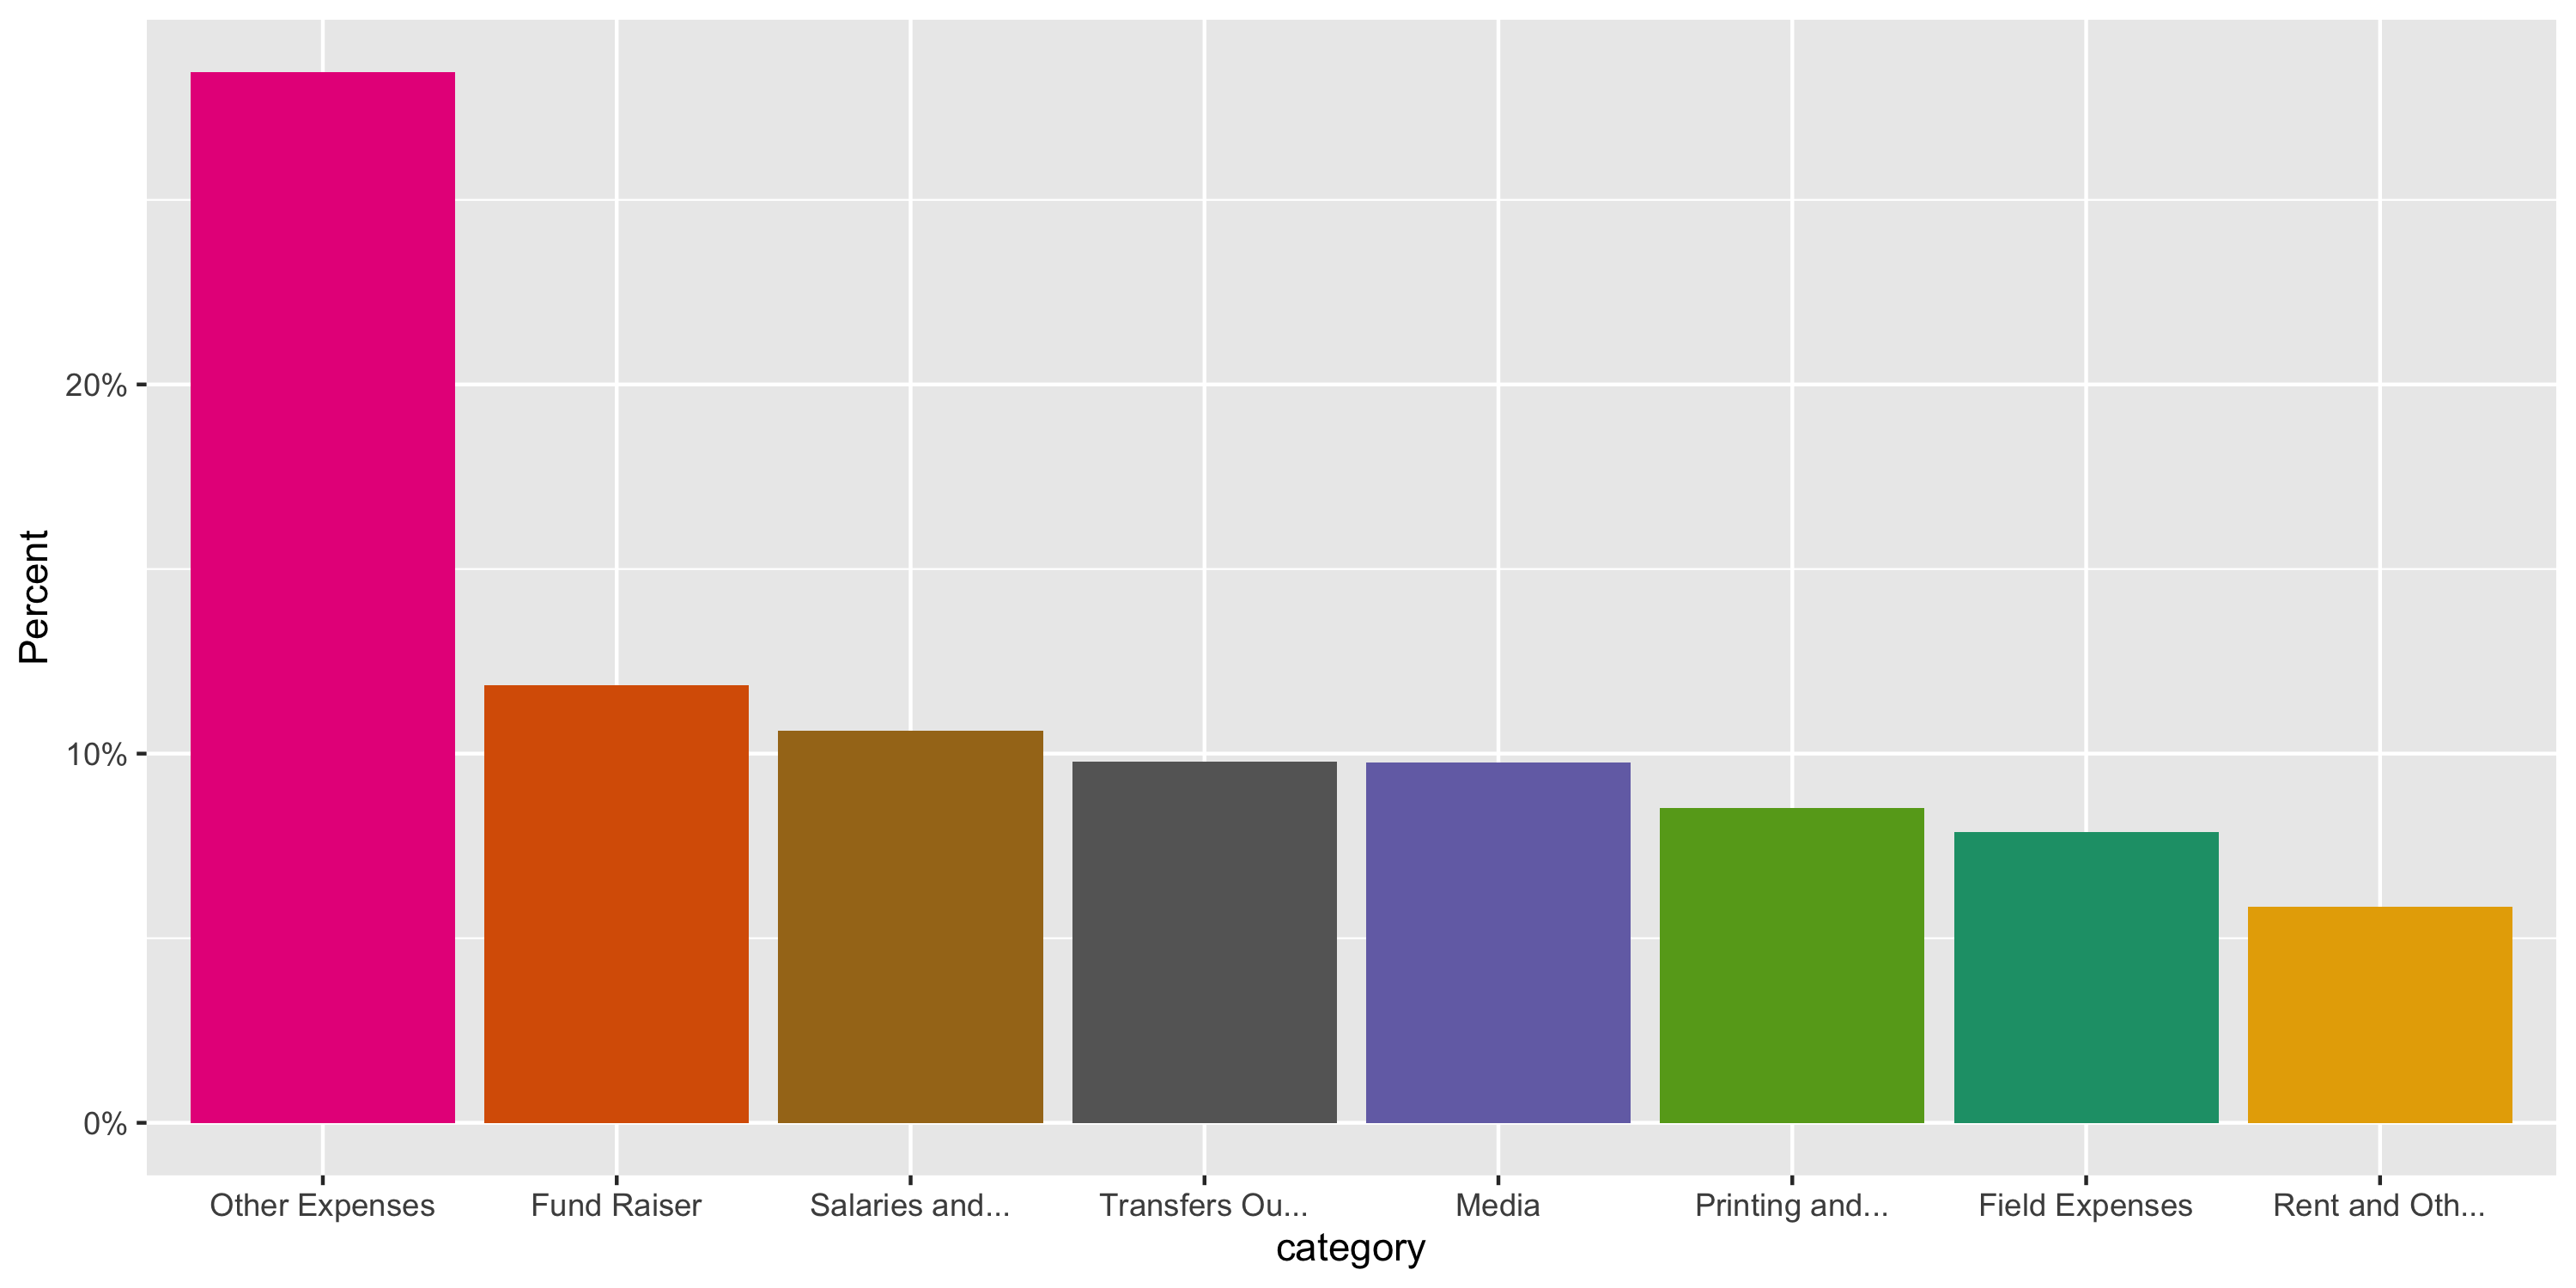 Percent
20%
10%
0%
Other Expenses
Fund Raiser
Salaries and...
Transfers Ou...
Media
Printing and...
Field Expenses
Rent and Oth...
category